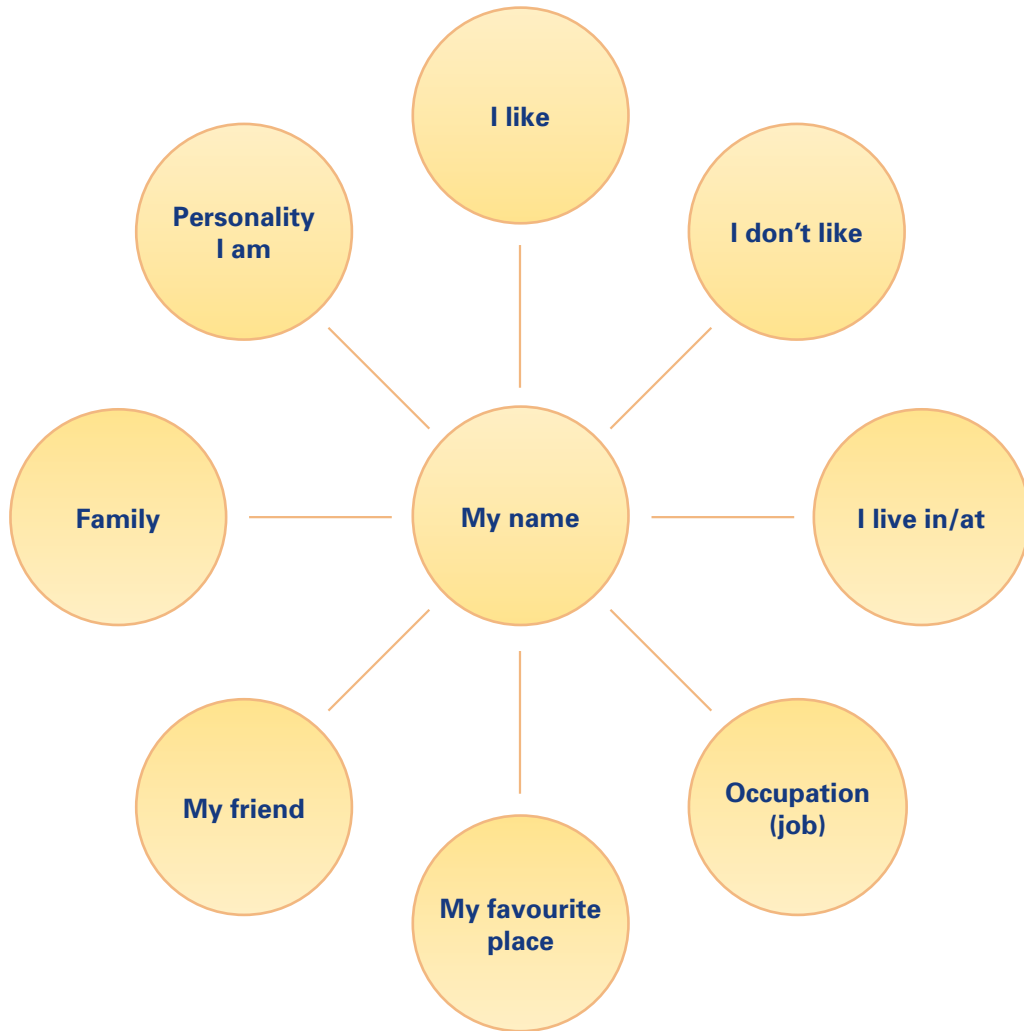 I like
Personality
I am
I don't like
Family
My name
I live in/at
My friend
Occupation
(job)
My favourite
place